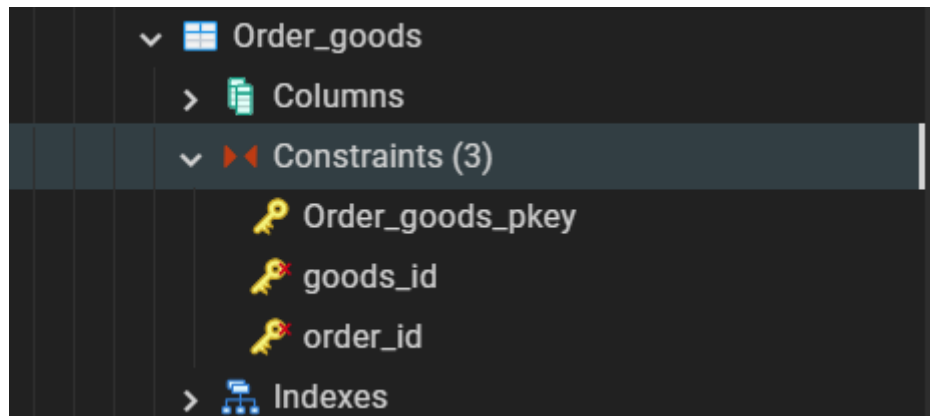 Order_goods
Columns
Constraints (3)
Order_goods_pkey
goods_id
order_id
Indexes